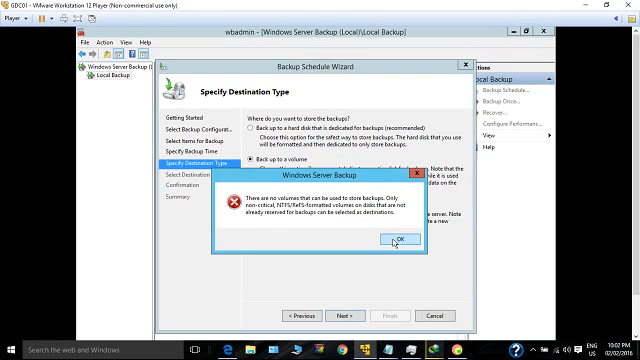 GDC01 - VMware Workstation 12 Player (Non-commercial use only)
Player
wbadmin - [Windows Server Backup (Local)\Local Backup]
File Action View Help
Windows Server Backup (
Local Backup
Backup Schedule Wizard
Specify Destination Type
Getting Started
Select Backup Configurat...
Select Items for Backup
Specify Backup Time
Specify Destination Type
Select Destination
Confirmation
Summary
Where do you want to store the backups?
Back up to a hard disk that is dedicated for backups (recommended)
Choose this option for the safest way to store backups. The hard disk that you use
will be formatted and then dedicated to only store backups.
Back up to a volume
Note that the
Windows Server Backup
There are no volumes that can be used to store backups. Only
non-critical, NTFS/ReFS-formatted volumes on disks that are not
already reserved for backups can be selected as destinations.
OK
< Previous
Next >
Finish
Cancel
ctions
ocal Backup
Backup Schedule...
Backup Once...
Recover...
Configure Performan...
View
Help
Search the web and Windows
ENG
US
10:02 PM
02/02/2018